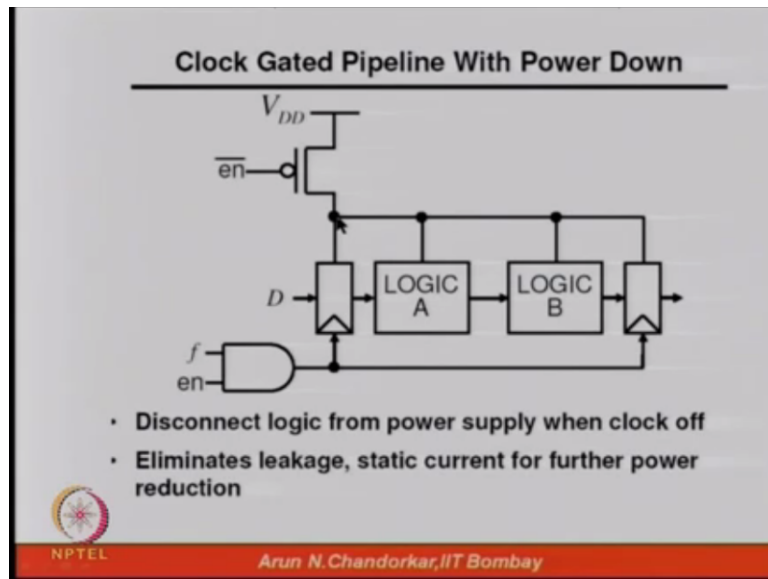 Clock Gated Pipeline With Power Down
V_DD
e̅n̅
D
LOGIC
A
LOGIC
B
f
en
· Disconnect logic from power supply when clock off
· Eliminates leakage, static current for further power
reduction
NPTEL
Arun N.Chandorkar,IIT Bombay